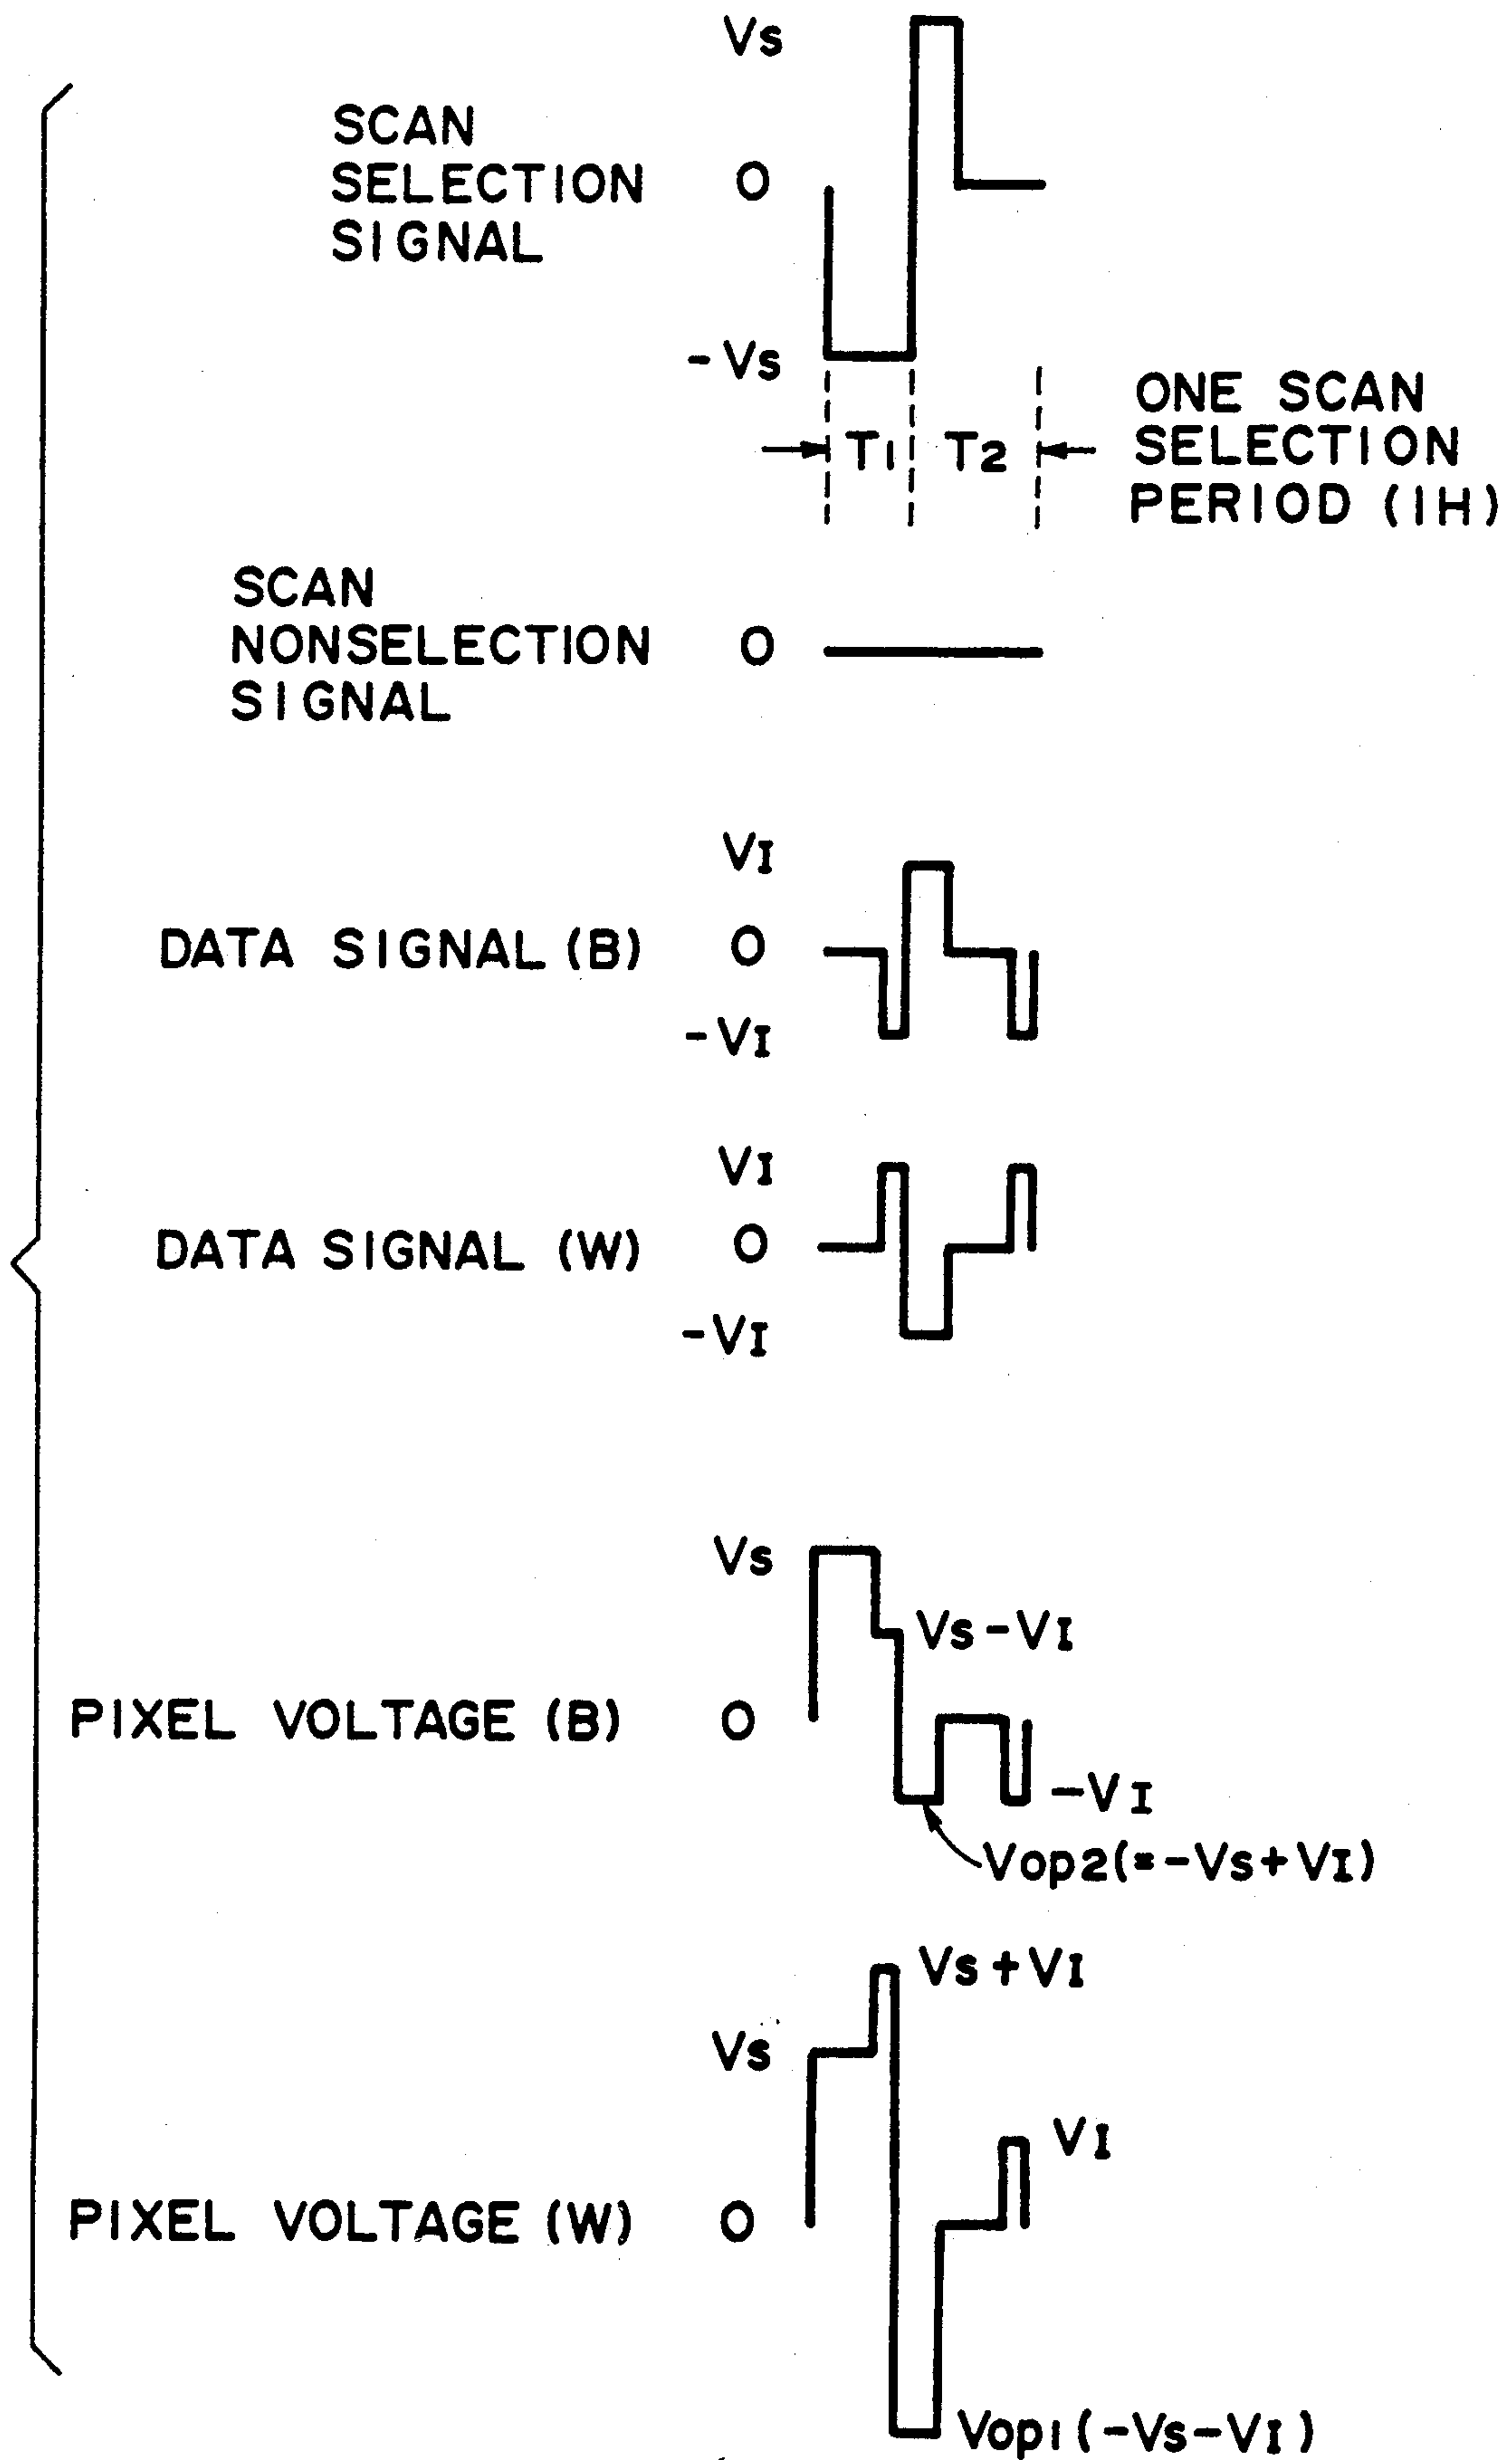 Vs
SCAN
SELECTION
SIGNAL
0
-Vs
T1
T2
ONE SCAN
SELECTION
PERIOD (1H)
SCAN
NONSELECTION
SIGNAL
0
VI
DATA SIGNAL (B)
0
-VI
VI
DATA SIGNAL (W)
0
-VI
Vs
Vs-VI
PIXEL VOLTAGE (B)
0
-VI
Vop2(=-Vs+VI)
Vs+VI
Vs
VI
PIXEL VOLTAGE (W)
0
Vop1(-Vs-VI)